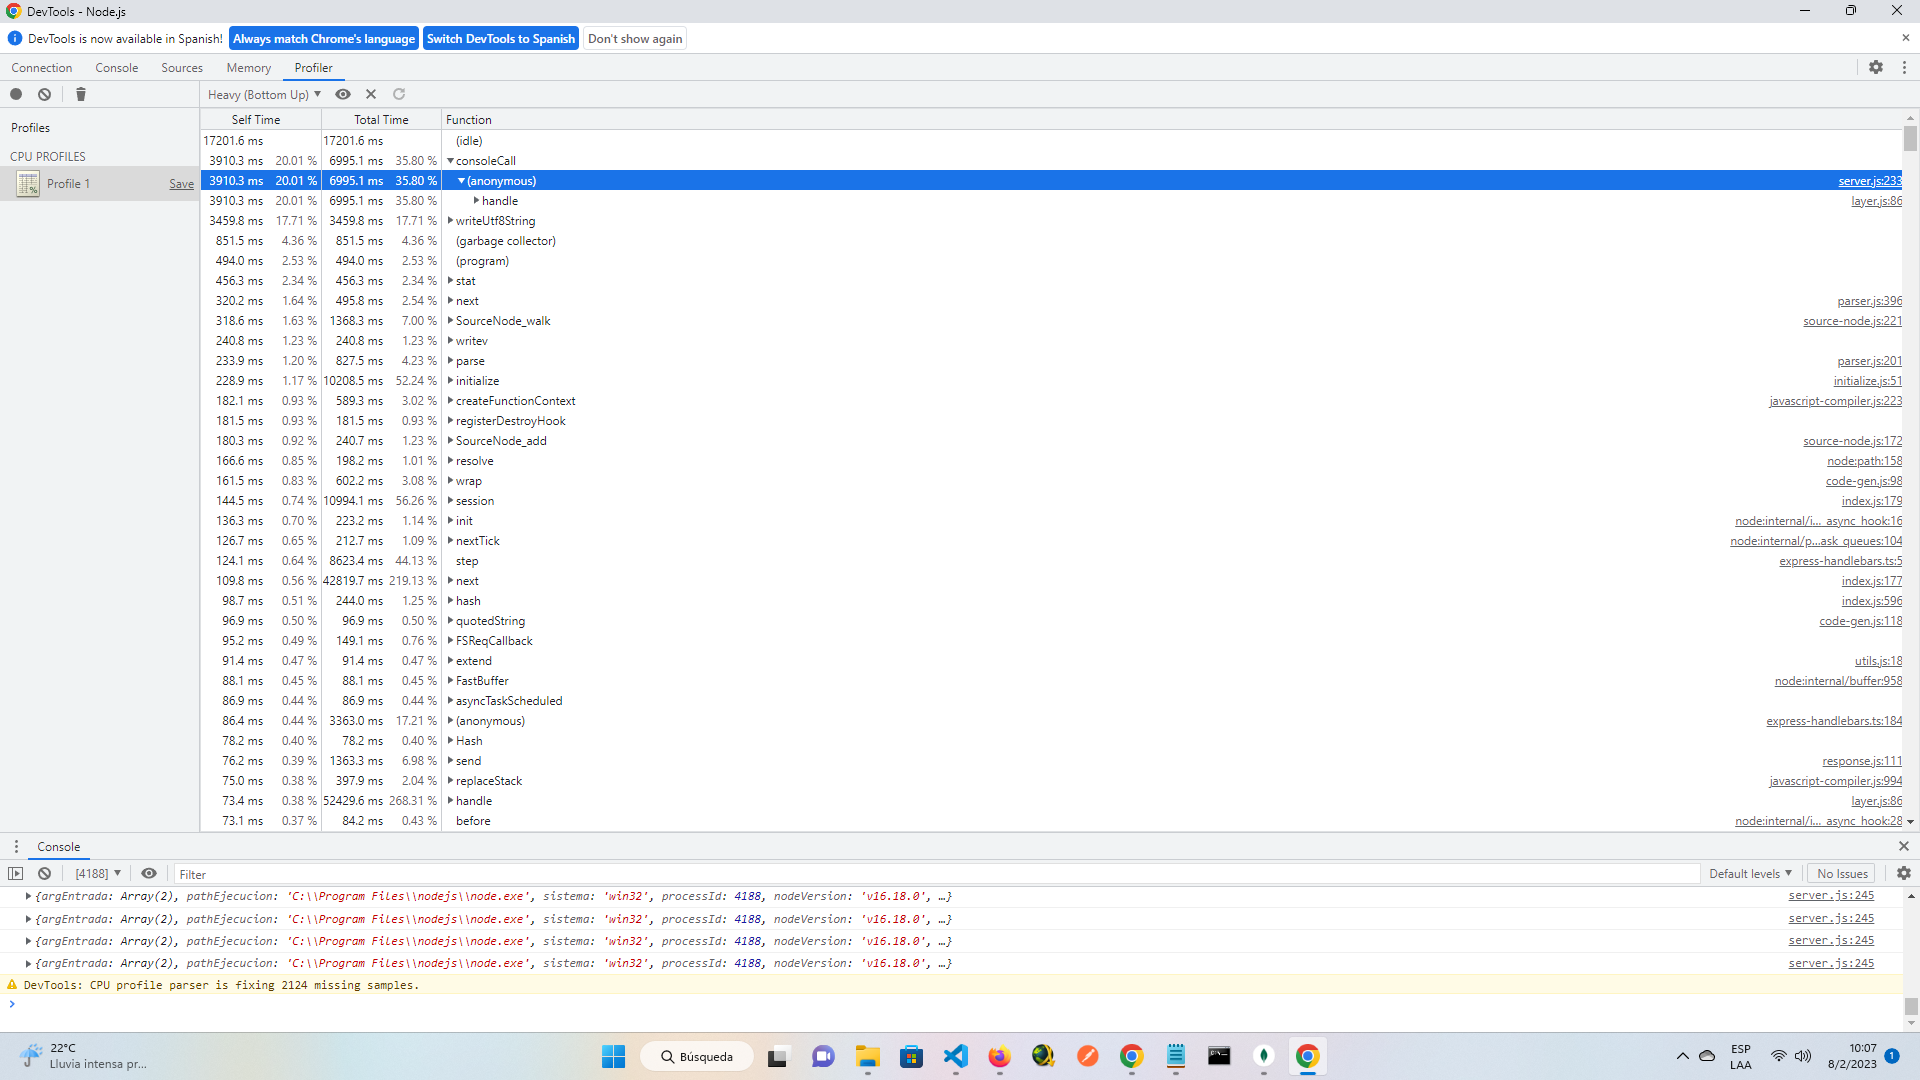 DevTools - Node.js
DevTools is now available in Spanish! Always match Chrome's language Switch DevTools to Spanish Don't show again
Connection Console Sources Memory Profiler
Heavy (Bottom Up)
Profiles
CPU PROFILES
Profile 1 Save
Self Time Total Time Function
17201.6 ms 17201.6 ms (idle)
3910.3 ms 20.01 % 6995.1 ms 35.80 % consoleCall
3910.3 ms 20.01 % 6995.1 ms 35.80 % (anonymous) server.js:233
3910.3 ms 20.01 % 6995.1 ms 35.80 % handle layer.js:86
3459.8 ms 17.71 % 3459.8 ms 17.71 % writeUtf8String
851.5 ms 4.36 % 851.5 ms 4.36 % (garbage collector)
494.0 ms 2.53 % 494.0 ms 2.53 % (program)
456.3 ms 2.34 % 456.3 ms 2.34 % stat
320.2 ms 1.64 % 495.8 ms 2.54 % next parser.js:396
318.6 ms 1.63 % 1368.3 ms 7.00 % SourceNode_walk source-node.js:221
240.8 ms 1.23 % 240.8 ms 1.23 % writev
233.9 ms 1.20 % 827.5 ms 4.23 % parse parser.js:201
228.9 ms 1.17 % 10208.5 ms 52.24 % initialize initialize.js:51
182.1 ms 0.93 % 589.3 ms 3.02 % createFunctionContext javascript-compiler.js:223
181.5 ms 0.93 % 181.5 ms 0.93 % registerDestroyHook
180.3 ms 0.92 % 240.7 ms 1.23 % SourceNode_add source-node.js:172
166.6 ms 0.85 % 198.2 ms 1.01 % resolve node:path:158
161.5 ms 0.83 % 602.2 ms 3.08 % wrap code-gen.js:98
144.5 ms 0.74 % 10994.1 ms 56.26 % session index.js:179
136.3 ms 0.70 % 223.2 ms 1.14 % init node:internal/i... async_hook:16
126.7 ms 0.65 % 212.7 ms 1.09 % nextTick node:internal/p...ask_queues:104
124.1 ms 0.64 % 8623.4 ms 44.13 % step express-handlebars.ts:5
109.8 ms 0.56 % 42819.7 ms 219.13 % next index.js:177
98.7 ms 0.51 % 244.0 ms 1.25 % hash index.js:596
96.9 ms 0.50 % 96.9 ms 0.50 % quotedString code-gen.js:118
95.2 ms 0.49 % 149.1 ms 0.76 % FSReqCallback
91.4 ms 0.47 % 91.4 ms 0.47 % extend utils.js:18
88.1 ms 0.45 % 88.1 ms 0.45 % FastBuffer node:internal/buffer:958
86.9 ms 0.44 % 86.9 ms 0.44 % asyncTaskScheduled
86.4 ms 0.44 % 3363.0 ms 17.21 % (anonymous) express-handlebars.ts:184
78.2 ms 0.40 % 78.2 ms 0.40 % Hash
76.2 ms 0.39 % 1363.3 ms 6.98 % send response.js:111
75.0 ms 0.38 % 397.9 ms 2.04 % replaceStack javascript-compiler.js:994
73.4 ms 0.38 % 52429.6 ms 268.31 % handle layer.js:86
73.1 ms 0.37 % 84.2 ms 0.43 % before node:internal/i... async_hook:28
Console
[4188] Filter Default levels No Issues
{argEntrada: Array(2), pathEjecucion: 'C:\\Program Files\\nodejs\\node.exe', sistema: 'win32', processId: 4188, nodeVersion: 'v16.18.0', …} server.js:245
{argEntrada: Array(2), pathEjecucion: 'C:\\Program Files\\nodejs\\node.exe', sistema: 'win32', processId: 4188, nodeVersion: 'v16.18.0', …} server.js:245
{argEntrada: Array(2), pathEjecucion: 'C:\\Program Files\\nodejs\\node.exe', sistema: 'win32', processId: 4188, nodeVersion: 'v16.18.0', …} server.js:245
{argEntrada: Array(2), pathEjecucion: 'C:\\Program Files\\nodejs\\node.exe', sistema: 'win32', processId: 4188, nodeVersion: 'v16.18.0', …} server.js:245
DevTools: CPU profile parser is fixing 2124 missing samples.
22°C
Lluvia intensa pr...
Búsqueda
ESP
LAA
10:07
8/2/2023
1